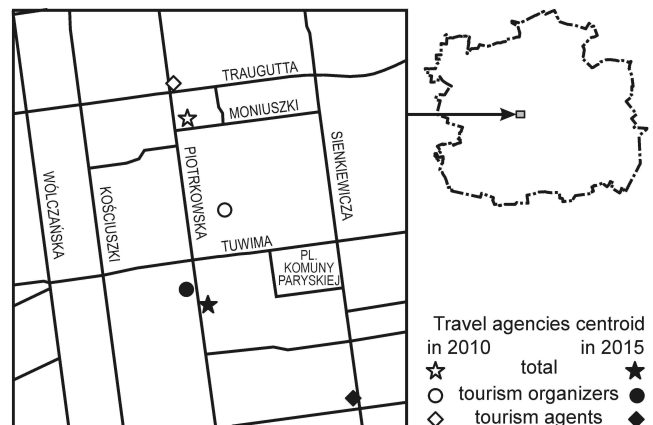 TRAUGUTTA
MONIUSZKI
SIENKIEWICZA
PIOTRKOWSKA
WÓLCZAŃSKA
KOŚCIUSZKI
TUWIMA
PL.
KOMUNY
PARYSKIEJ
Travel agencies centroid
in 2010 in 2015
total
tourism organizers
tourism agents